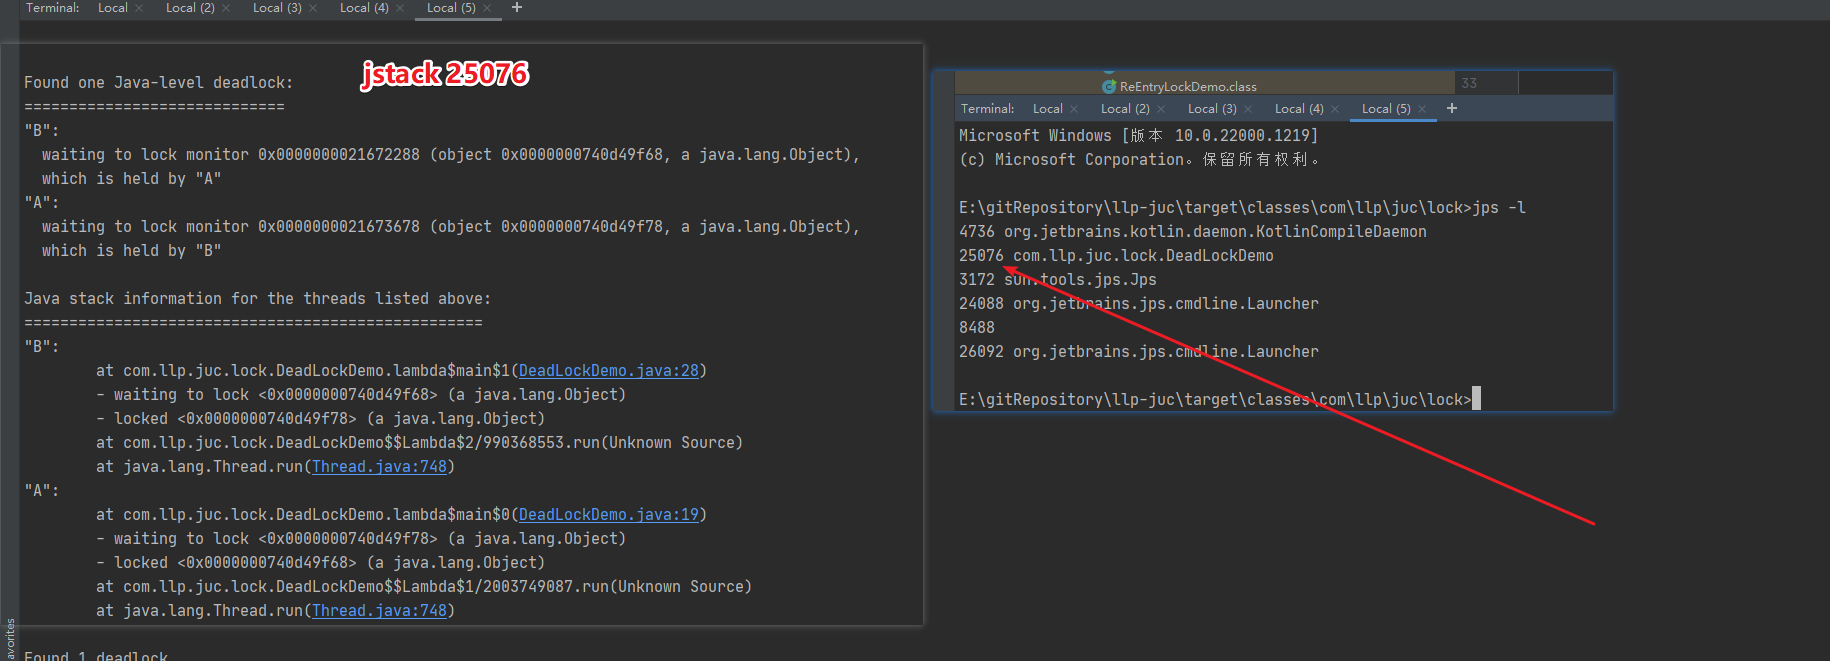 Terminal: Local × Local (2) × Local (3) × Local (4) × Local (5) × +
jstack 25076
Found one Java-level deadlock:
=============================
"B":
  waiting to lock monitor 0x0000000021672288 (object 0x0000000740d49f68, a java.lang.Object),
  which is held by "A"
"A":
  waiting to lock monitor 0x0000000021673678 (object 0x0000000740d49f78, a java.lang.Object),
  which is held by "B"
Java stack information for the threads listed above:
===================================================
"B":
        at com.llp.juc.lock.DeadLockDemo.lambda$main$1(DeadLockDemo.java:28)
        - waiting to lock <0x0000000740d49f68> (a java.lang.Object)
        - locked <0x0000000740d49f78> (a java.lang.Object)
        at com.llp.juc.lock.DeadLockDemo$$Lambda$2/990368553.run(Unknown Source)
        at java.lang.Thread.run(Thread.java:748)
"A":
        at com.llp.juc.lock.DeadLockDemo.lambda$main$0(DeadLockDemo.java:19)
        - waiting to lock <0x0000000740d49f78> (a java.lang.Object)
        - locked <0x0000000740d49f68> (a java.lang.Object)
        at com.llp.juc.lock.DeadLockDemo$$Lambda$1/2003749087.run(Unknown Source)
        at java.lang.Thread.run(Thread.java:748)
Found 1 deadlock
avorites
ReEntryLockDemo.class
33
Terminal: Local × Local (2) × Local (3) × Local (4) × Local (5) × +
Microsoft Windows [版本 10.0.22000.1219]
(c) Microsoft Corporation。保留所有权利。
E:\gitRepository\llp-juc\target\classes\com\llp\juc\lock>jps -l
4736 org.jetbrains.kotlin.daemon.KotlinCompileDaemon
25076 com.llp.juc.lock.DeadLockDemo
3172 sun.tools.jps.Jps
24088 org.jetbrains.jps.cmdline.Launcher
8488
26092 org.jetbrains.jps.cmdline.Launcher
E:\gitRepository\llp-juc\target\classes\com\llp\juc\lock>